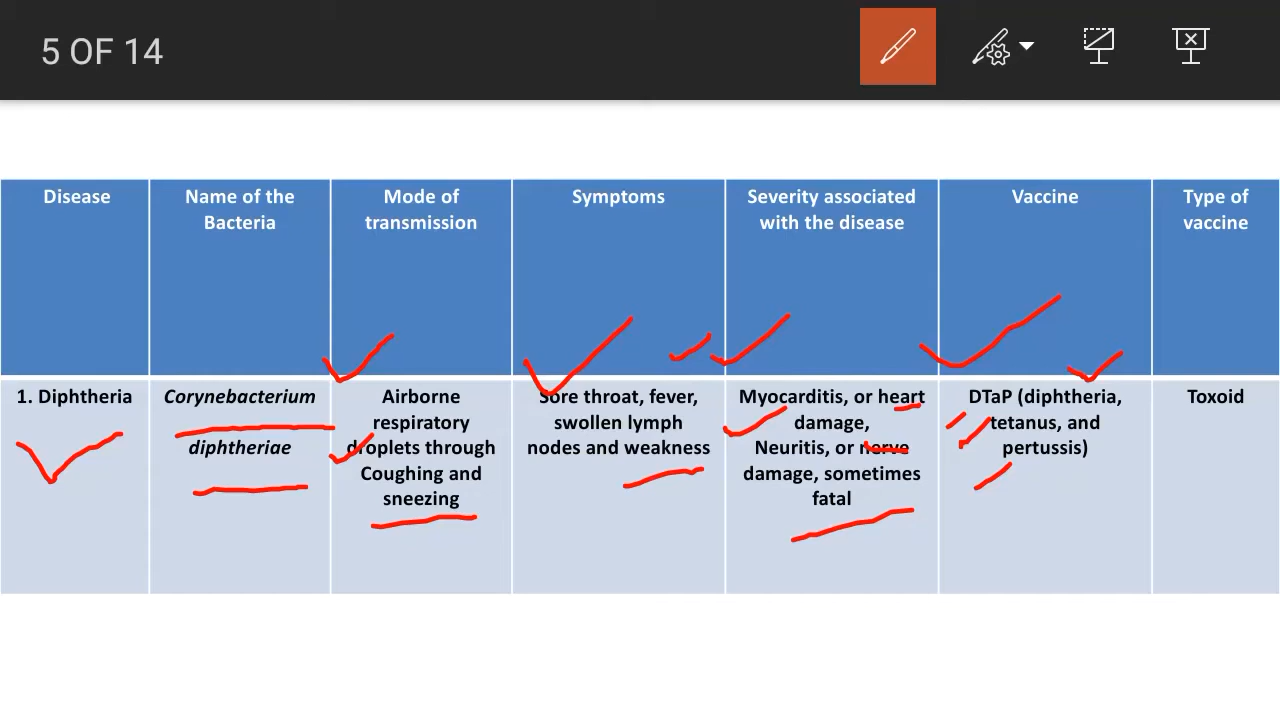 5 OF 14
Disease
Name of the
Bacteria
Mode of
transmission
Symptoms
Severity associated
with the disease
Vaccine
Type of
vaccine
1. Diphtheria
Corynebacterium
diphtheriae
Airborne
respiratory
droplets through
Coughing and
sneezing
Sore throat, fever,
swollen lymph
nodes and weakness
Myocarditis, or heart
damage,
Neuritis, or nerve
damage, sometimes
fatal
DTaP (diphtheria,
tetanus, and
pertussis)
Toxoid